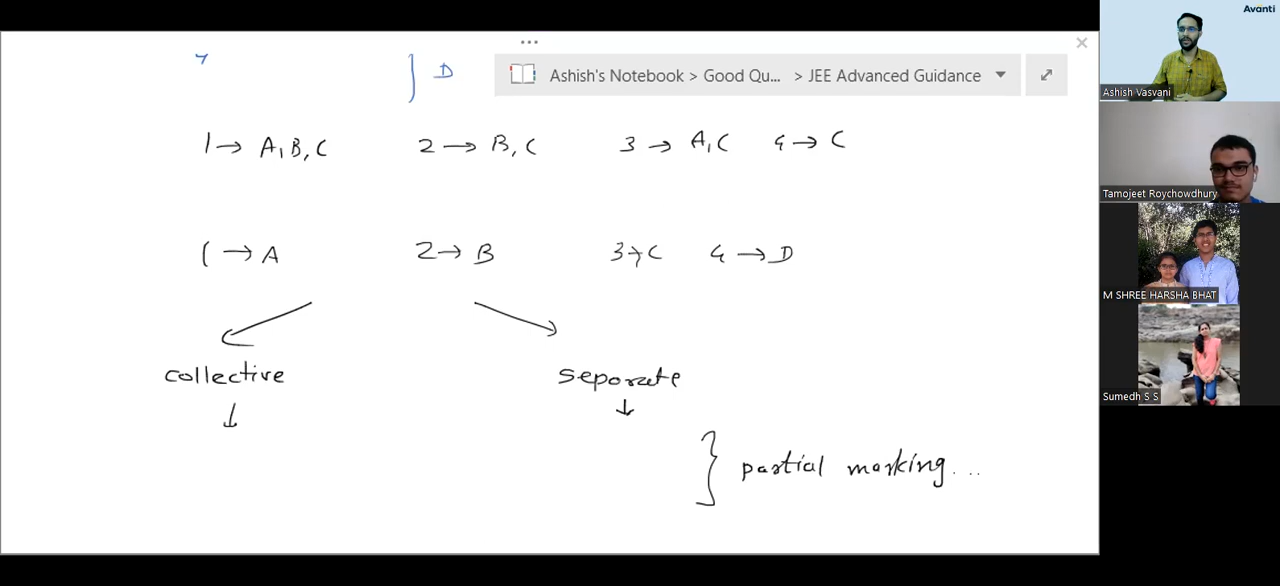 Avanti
...
D
Ashish's Notebook > Good Qu... > JEE Advanced Guidance
Ashish Vasvani
1 → A, B, C 2 → B, C 3 → A, C 4 → C
Tamojeet Roychowdhury
1 → A 2 → B 3 → C 4 → D
M SHREE HARSHA BHAT
collective separate
Sumedh S S
} partial marking...